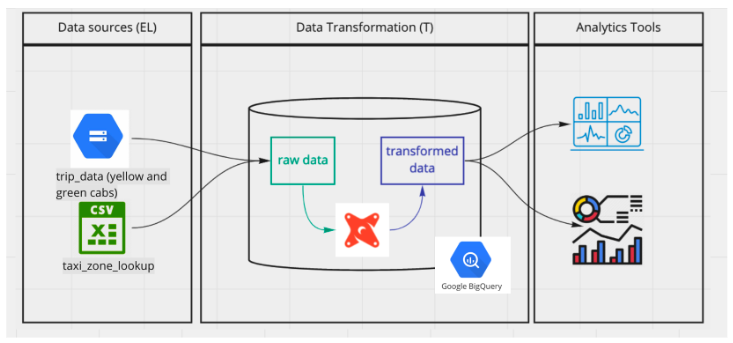 Data sources (EL)
Data Transformation (T)
Analytics Tools
trip_data (yellow and
green cabs)
CSV
taxi_zone_lookup
raw data
transformed
data
Google BigQuery